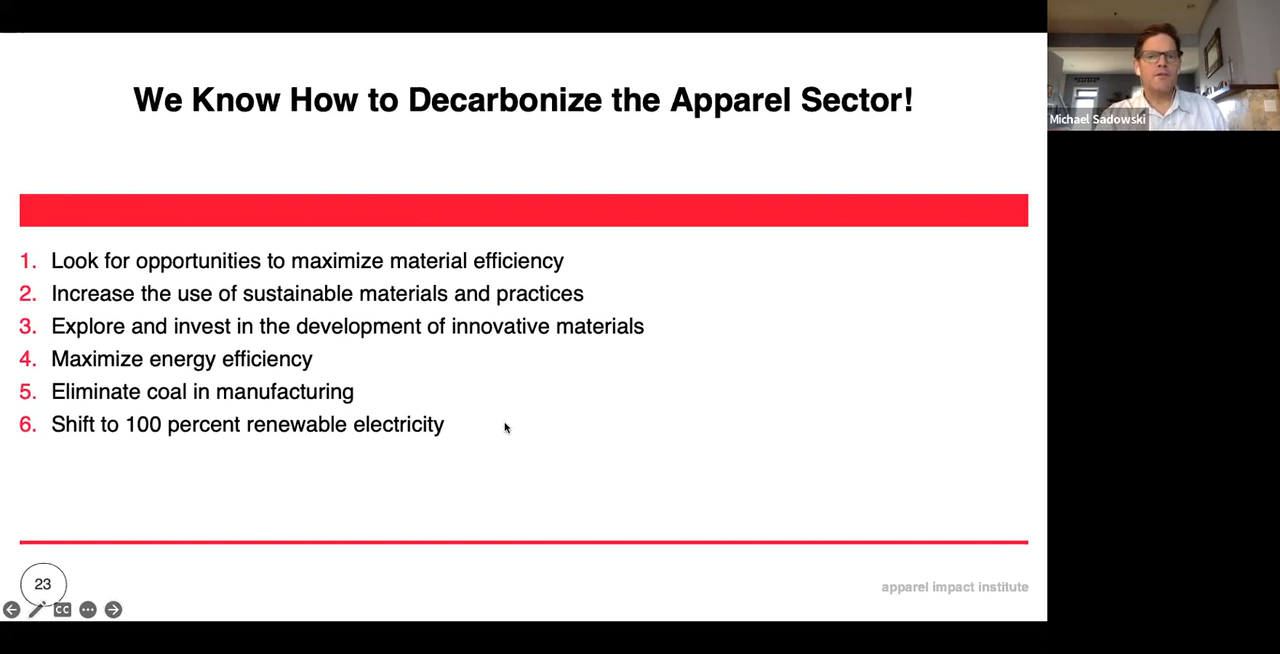 We Know How to Decarbonize the Apparel Sector!
Michael Sadowski
1. Look for opportunities to maximize material efficiency
2. Increase the use of sustainable materials and practices
3. Explore and invest in the development of innovative materials
4. Maximize energy efficiency
5. Eliminate coal in manufacturing
6. Shift to 100 percent renewable electricity
23
apparel impact institute
CC